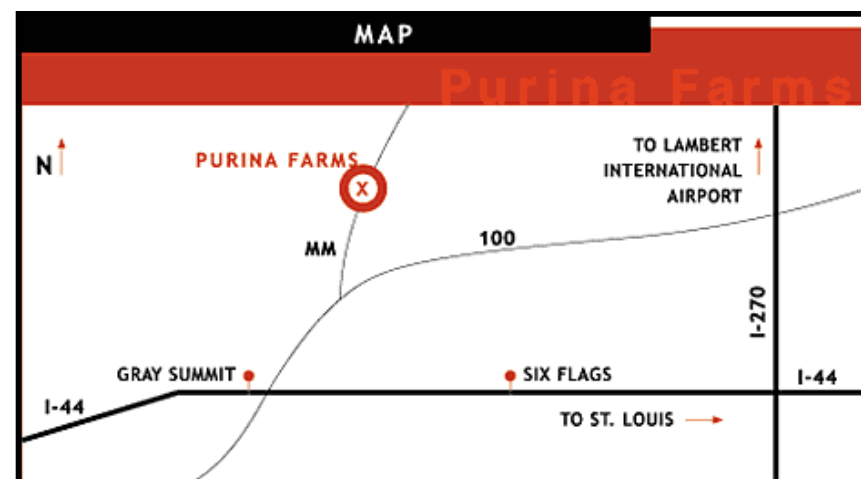 MAP
Purina Farms
N
PURINA FARMS
X
TO LAMBERT
INTERNATIONAL
AIRPORT
MM
100
I-270
GRAY SUMMIT
SIX FLAGS
I-44
I-44
TO ST. LOUIS